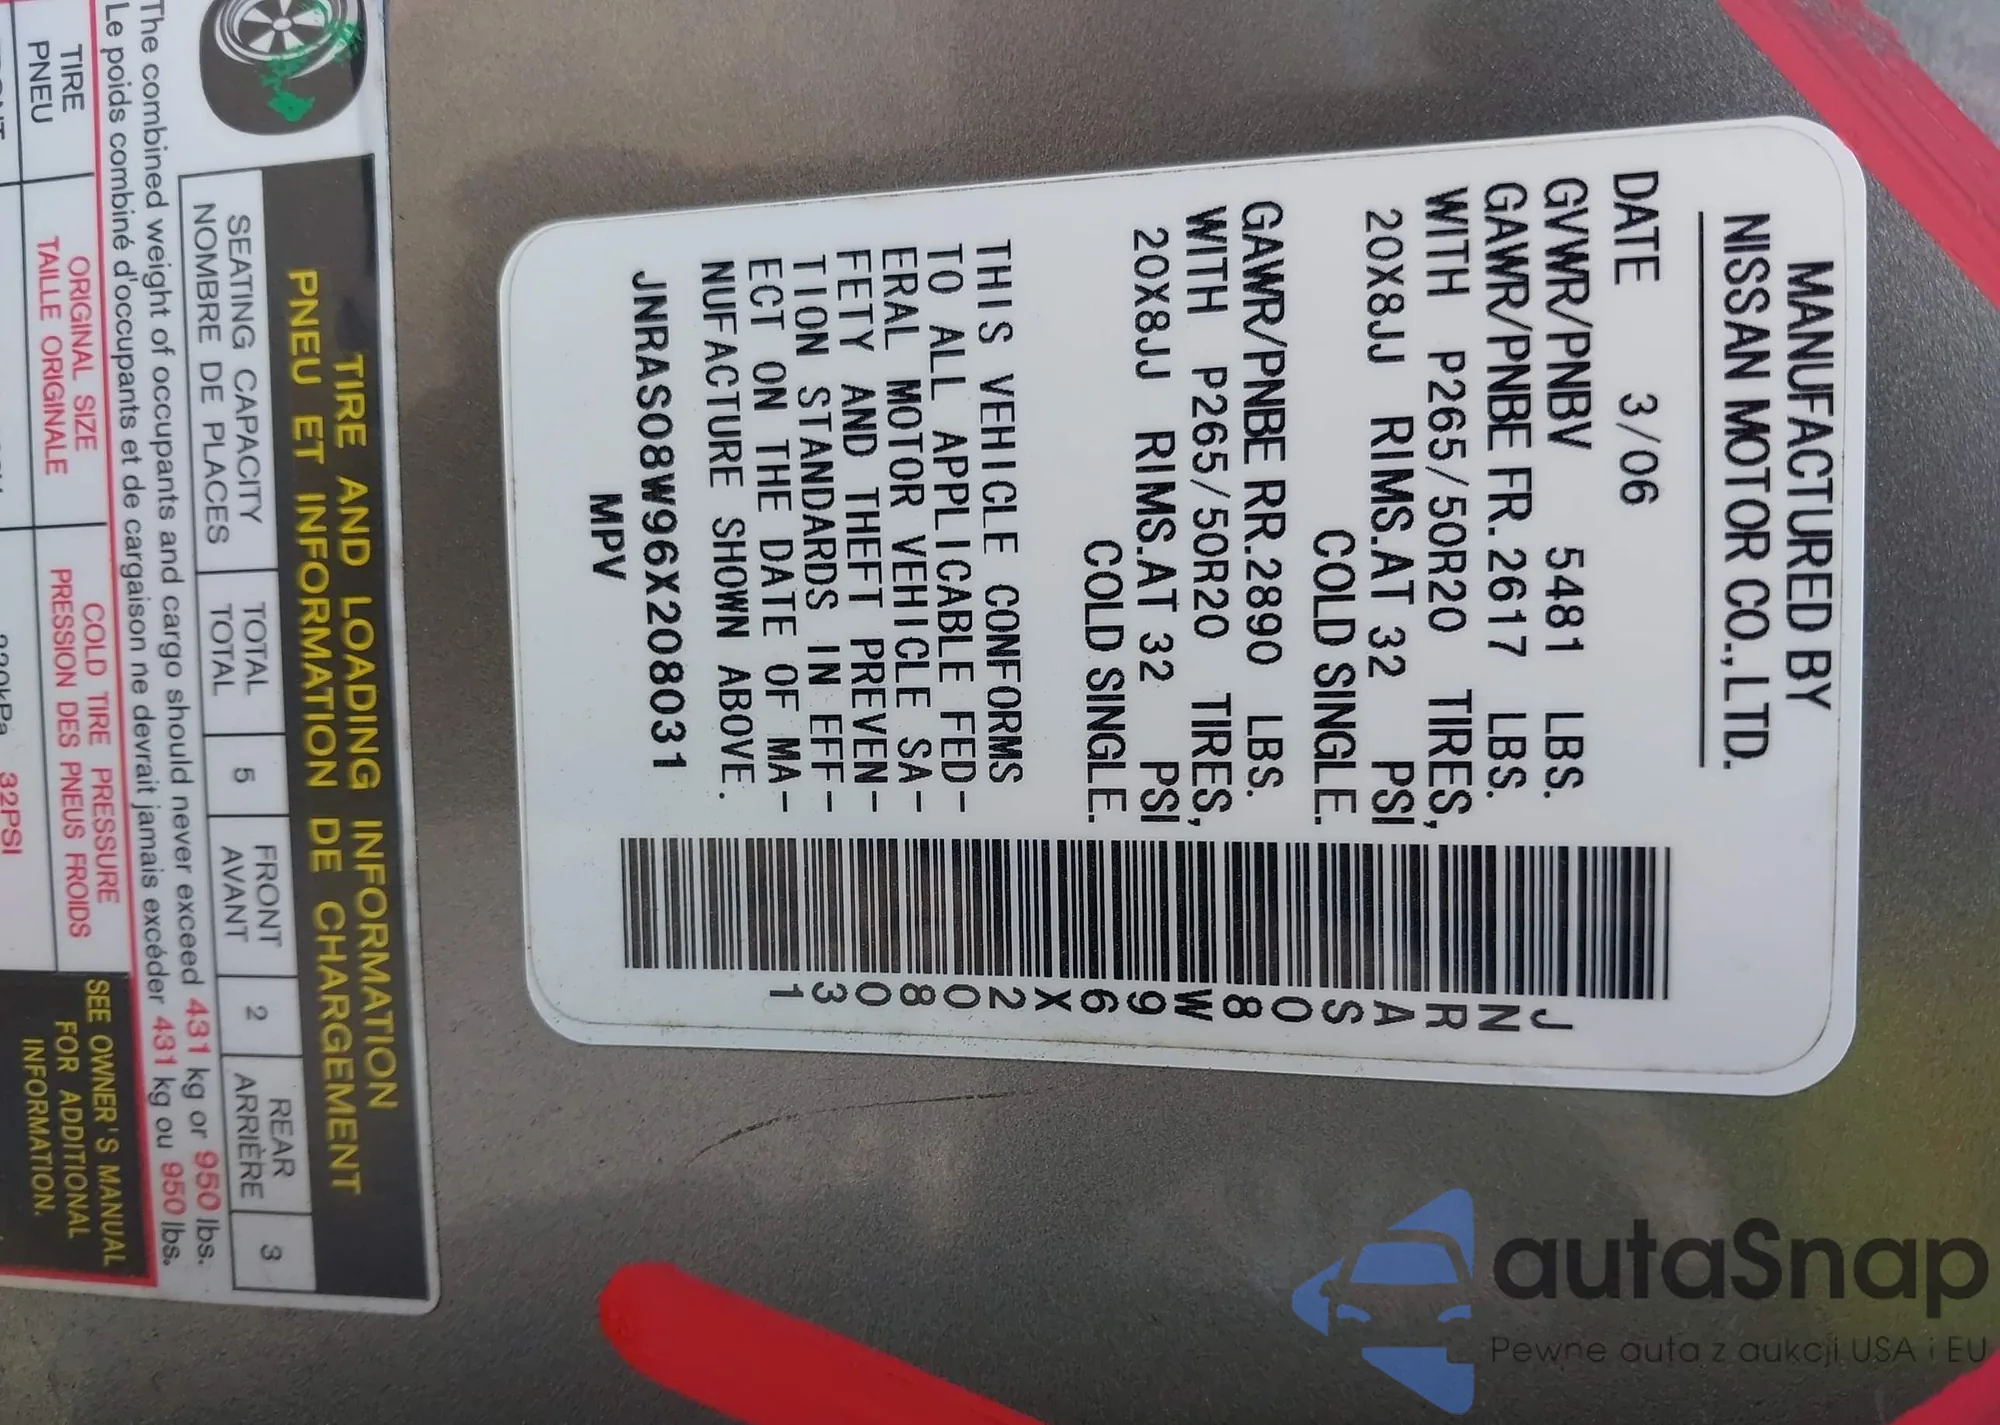 MANUFACTURED BY
NISSAN MOTOR CO.,LTD.
DATE 3/06
GVWR/PNBV 5481 LBS.
GAWR/PNBE FR. 2617 LBS.
WITH P265/50R20 TIRES,
20X8JJ RIMS.AT 32 PSI
COLD SINGLE.
GAWR/PNBE RR.2890 LBS.
WITH P265/50R20 TIRES,
20X8JJ RIMS.AT 32 PSI
COLD SINGLE.
THIS VEHICLE CONFORMS
TO ALL APPLICABLE FED-
ERAL MOTOR VEHICLE SA-
FETY AND THEFT PREVEN-
TION STANDARDS IN EFF-
ECT ON THE DATE OF MA-
NUFACTURE SHOWN ABOVE.
JNRAS08W96X208031
MPV
JNRAS08W96X208031
TIRE AND LOADING INFORMATION
PNEU ET INFORMATION DE CHARGEMENT
SEATING CAPACITY TOTAL 5 FRONT 2 REAR 3
NOMBRE DE PLACES TOTAL AVANT ARRIÈRE
The combined weight of occupants and cargo should never exceed 431 kg or 950 lbs.
Le poids combiné d'occupants et de cargaison ne devrait jamais excéder 431 kg ou 950 lbs.
TIRE ORIGINAL SIZE COLD TIRE PRESSURE
PNEU TAILLE ORIGINALE PRESSION DES PNEUS FROIDS
SEE OWNER'S MANUAL
FOR ADDITIONAL
INFORMATION.
32PSI
autaSnap
Pewne auta z aukcji USA i EU